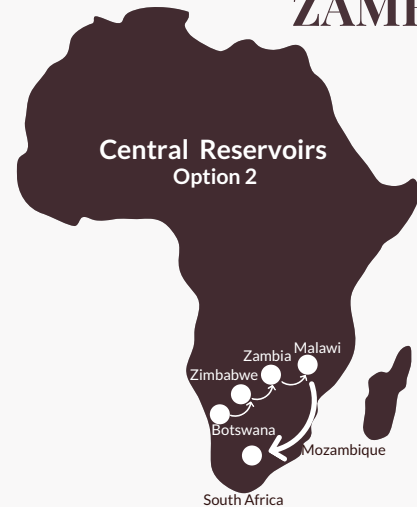 Central Reservoirs
Option 2
Malawi
Zambia
Zimbabwe
Botswana
Mozambique
South Africa